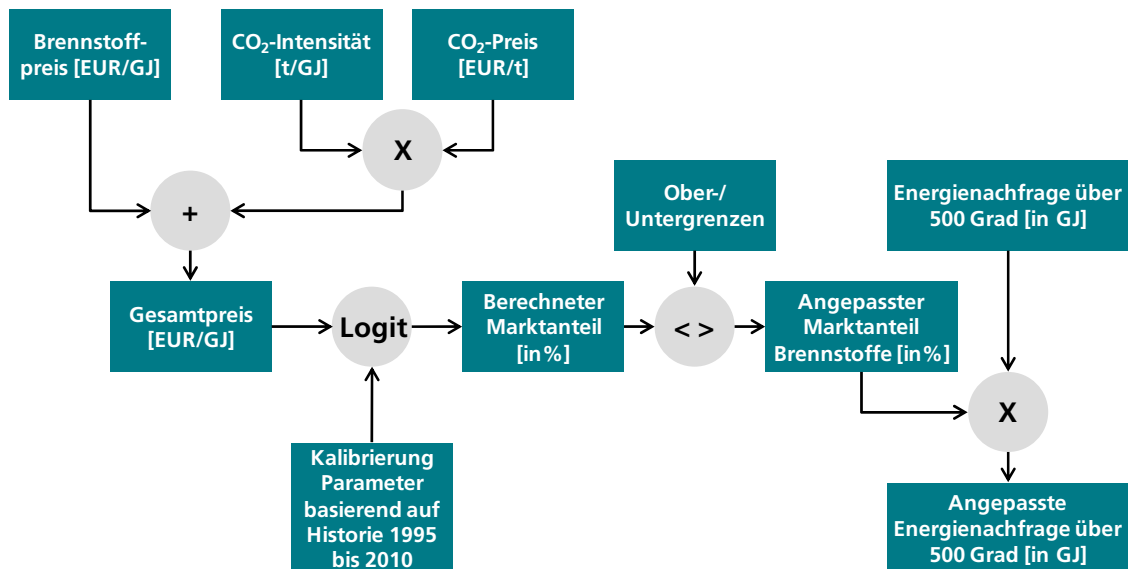 Brennstoff-
preis [EUR/GJ]
CO₂-Intensität
[t/GJ]
CO₂-Preis
[EUR/t]
X
+
Ober-/
Untergrenzen
Energienachfrage über
500 Grad [in GJ]
Gesamtpreis
[EUR/GJ]
Logit
Berechneter
Marktanteil
[in%]
< >
Angepasster
Marktanteil
Brennstoffe [in%]
X
Kalibrierung
Parameter
basierend auf
Historie 1995
bis 2010
Angepasste
Energienachfrage über
500 Grad [in GJ]